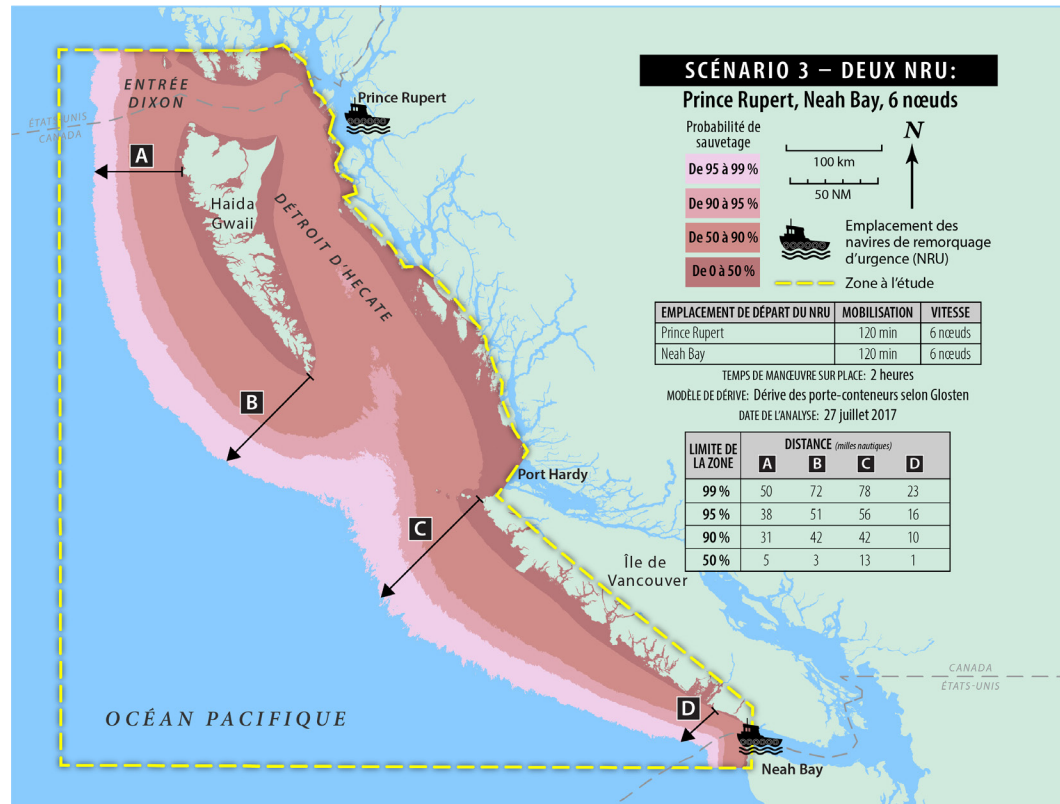 SCÉNARIO 3 – DEUX NRU:
Prince Rupert, Neah Bay, 6 nœuds
Probabilité de
sauvetage
De 95 à 99 %
De 90 à 95 %
De 50 à 90 %
De 0 à 50 %
100 km
50 NM
N
Emplacement des
navires de remorquage
d’urgence (NRU)
Zone à l’étude
EMPLACEMENT DE DÉPART DU NRU MOBILISATION VITESSE
Prince Rupert 120 min 6 nœuds
Neah Bay 120 min 6 nœuds
TEMPS DE MANŒUVRE SUR PLACE: 2 heures
MODÈLE DE DÉRIVE: Dérive des porte-conteneurs selon Glosten
DATE DE L’ANALYSE: 27 juillet 2017
LIMITE DE
LA ZONE
DISTANCE (milles nautiques)
A B C D
99 % 50 72 78 23
95 % 38 51 56 16
90 % 31 42 42 10
50 % 5 3 13 1
ENTRÉE
DIXON
ÉTATS-UNIS
CANADA
Prince Rupert
A
Haida
Gwaii
DÉTROIT D’HECATE
B
Port Hardy
C
Île de
Vancouver
CANADA
ÉTATS-UNIS
D
OCÉAN PACIFIQUE
Neah Bay